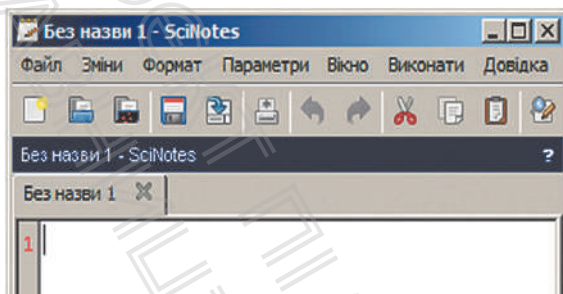 Без назви 1 - SciNotes
Файл Зміни Формат Параметри Вікно Виконати Довідка
Без назви 1 - SciNotes ?
Без назви 1
1